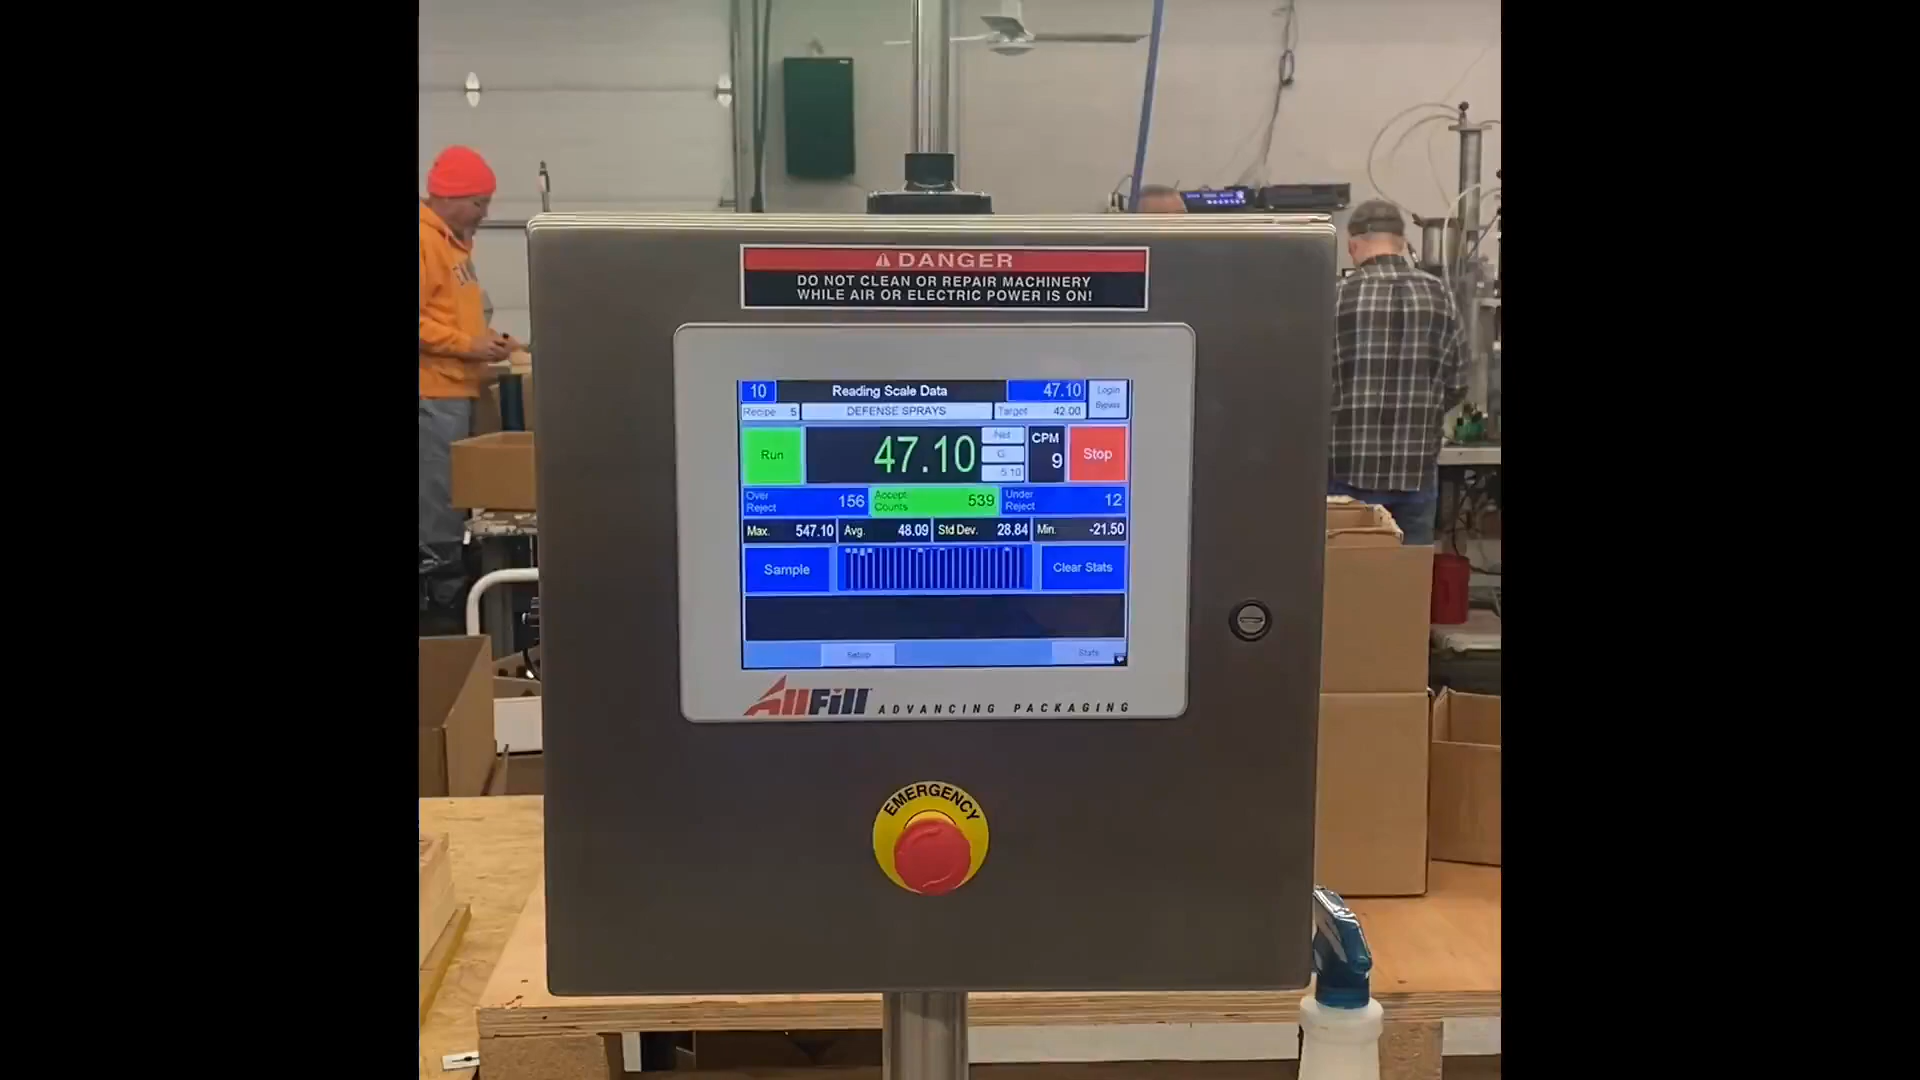 DANGER
DO NOT CLEAN OR REPAIR MACHINERY
WHILE AIR OR ELECTRIC POWER IS ON!
10 Reading Scale Data 47.10 Login Bypass
Recipe 5 DEFENSE SPRAYS Target 42.00
Run 47.10 Net G 5.10 CPM 9 Stop
Over Reject 156 Accept Counts 539 Under Reject 12
Max. 547.10 Avg. 48.09 Std Dev. 28.84 Min. -21.50
Sample Clear Stats
Setup Stats
AllFill ADVANCING PACKAGING
EMERGENCY